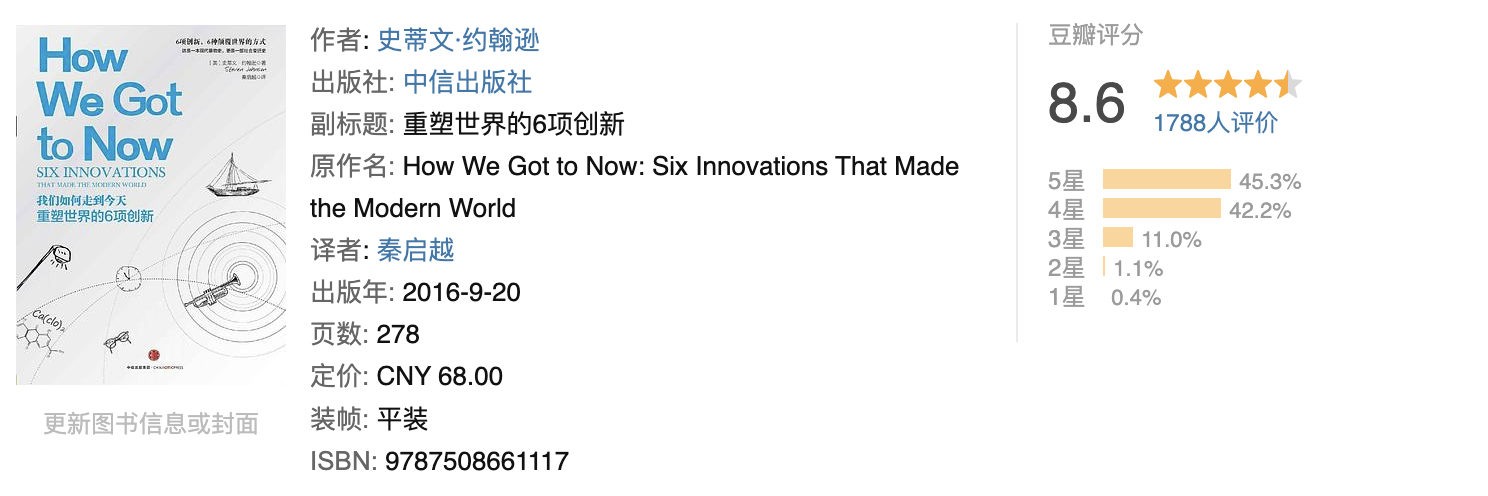 How
We Got
to Now
SIX INNOVATIONS
THAT MADE THE MODERN WORLD
我们如何走到今天
重塑世界的6项创新
6项创新，6种颠覆世界的方式
[美] 史蒂文·约翰逊◎著
Steven Johnson
秦启越◎译
Ca(clo)₂
中信出版集团·CHINACITICPRESS
更新图书信息或封面
作者: 史蒂文·约翰逊
出版社: 中信出版社
副标题: 重塑世界的6项创新
原作名: How We Got to Now: Six Innovations That Made
the Modern World
译者: 秦启越
出版年: 2016-9-20
页数: 278
定价: CNY 68.00
装帧: 平装
ISBN: 9787508661117
豆瓣评分
8.6
1788人评价
5星 45.3%
4星 42.2%
3星 11.0%
2星 1.1%
1星 0.4%